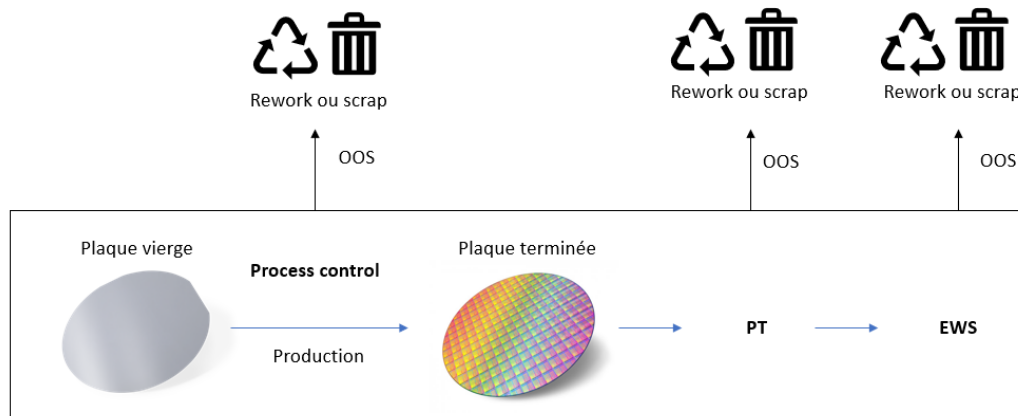 Rework ou scrap
Rework ou scrap
Rework ou scrap
OOS
OOS
OOS
Plaque vierge
Plaque terminée
Process control
Production
PT
EWS